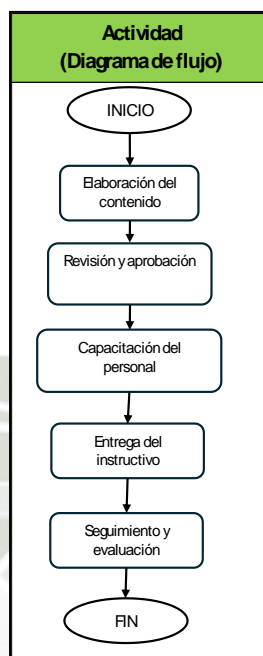 Actividad
(Diagrama de flujo)
INICIO
Elaboración del
contenido
Revisión y aprobación
Capacitación del
personal
Entrega del
instructivo
Seguimiento y
evaluación
FIN